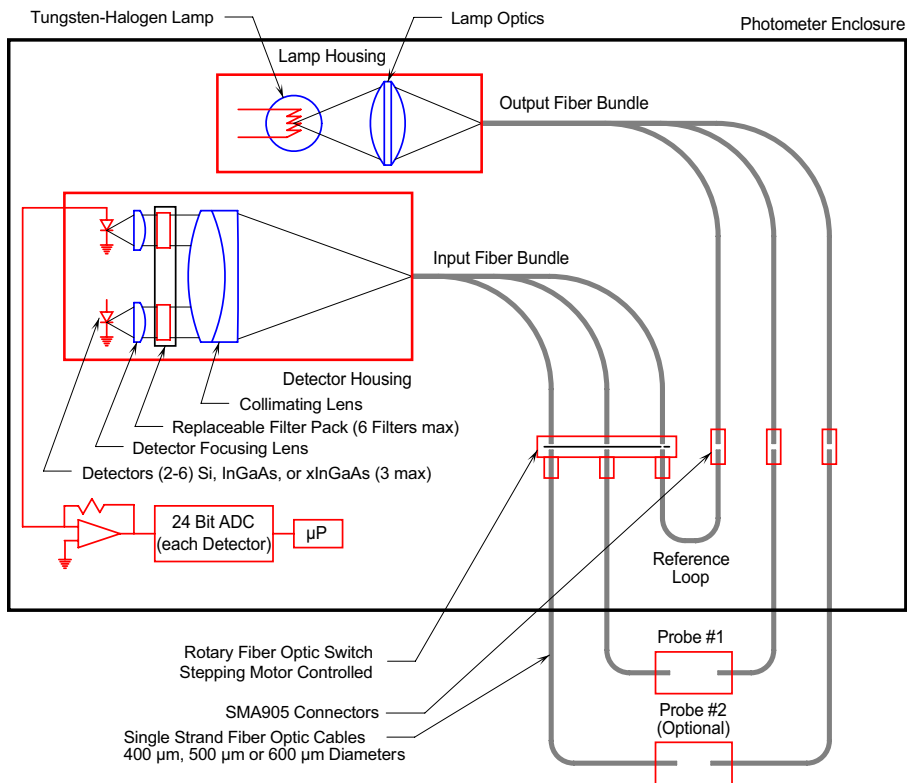 Tungsten-Halogen Lamp
Lamp Optics
Photometer Enclosure
Lamp Housing
Output Fiber Bundle
Input Fiber Bundle
Detector Housing
Collimating Lens
Replaceable Filter Pack (6 Filters max)
Detector Focusing Lens
Detectors (2-6) Si, InGaAs, or xInGaAs (3 max)
24 Bit ADC
(each Detector)
µP
Reference
Loop
Rotary Fiber Optic Switch
Stepping Motor Controlled
Probe #1
SMA905 Connectors
Probe #2
(Optional)
Single Strand Fiber Optic Cables
400 µm, 500 µm or 600 µm Diameters